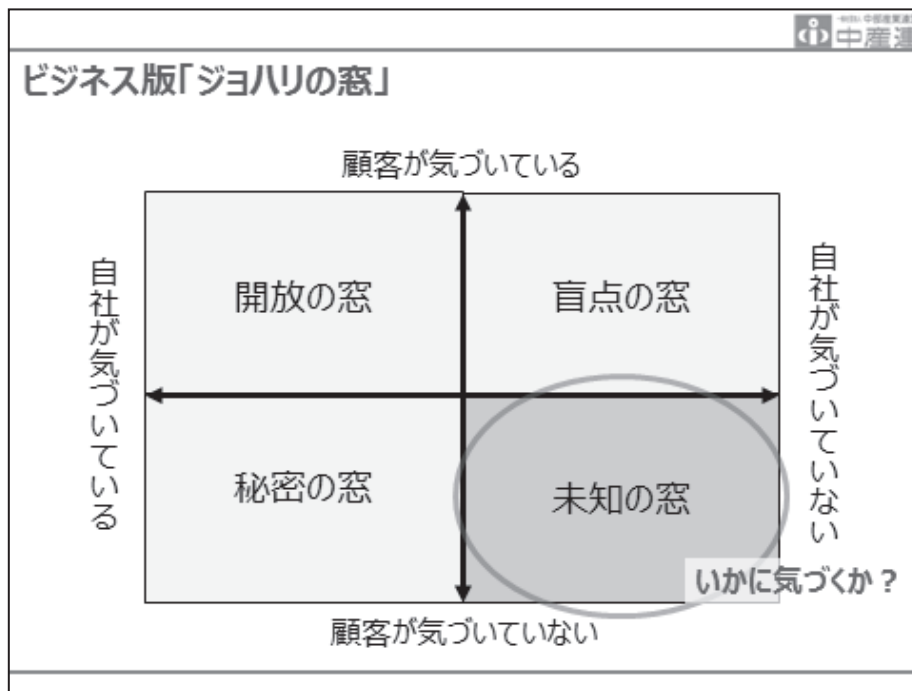 中産連
ビジネス版「ジョハリの窓」
顧客が気づいている
自社が気づいている
開放の窓
盲点の窓
自社が気づいていない
秘密の窓
未知の窓
いかに気づくか？
顧客が気づいていない